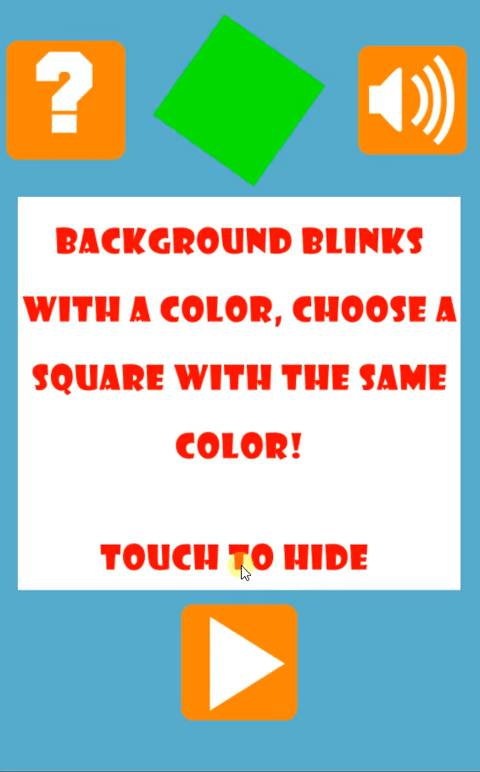 ?
BACKGROUND BLINKS
WITH A COLOR, CHOOSE A
SQUARE WITH THE SAME
COLOR!
TOUCH TO HIDE